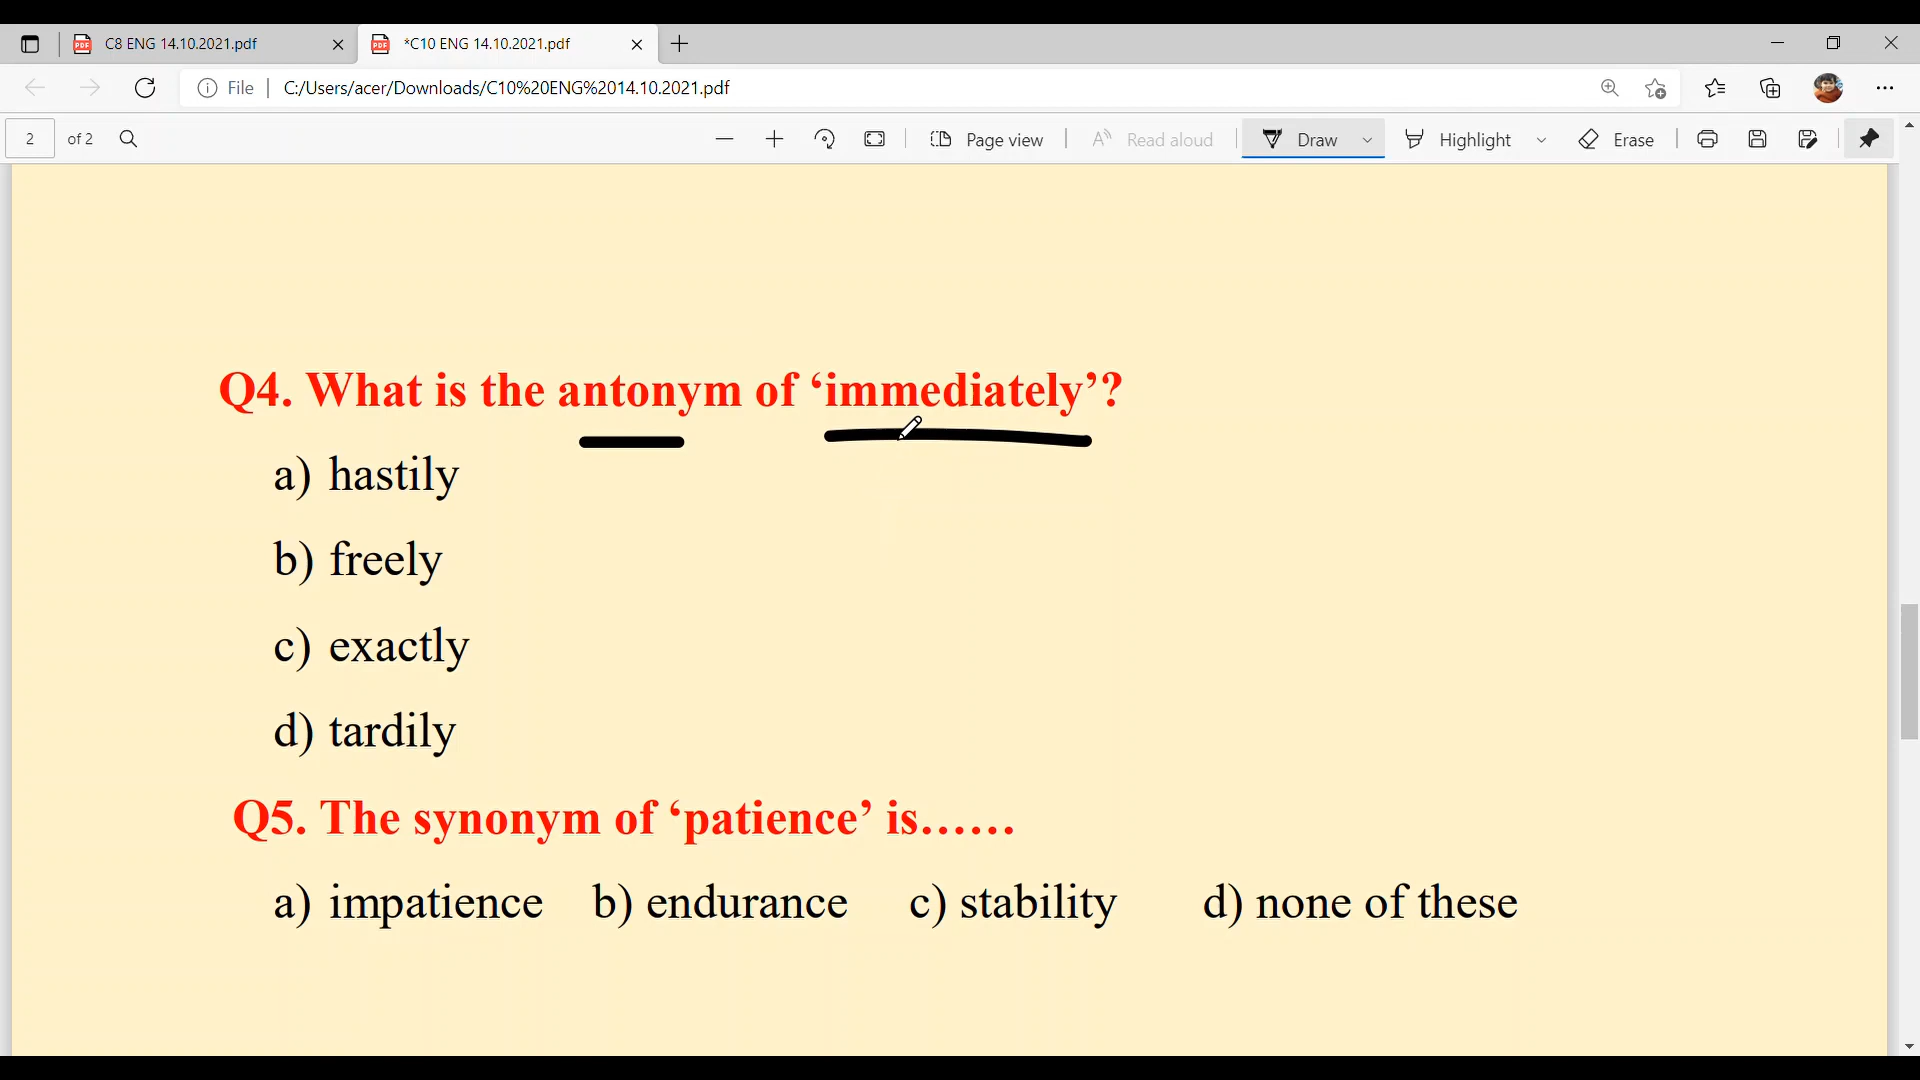 C8 ENG 14.10.2021.pdf
*C10 ENG 14.10.2021.pdf
File
C:/Users/acer/Downloads/C10%20ENG%2014.10.2021.pdf
2 of 2
Page view
Read aloud
Draw
Highlight
Erase
Q4. What is the antonym of ‘immediately’?
a) hastily
b) freely
c) exactly
d) tardily
Q5. The synonym of ‘patience’ is……
a) impatience b) endurance c) stability d) none of these